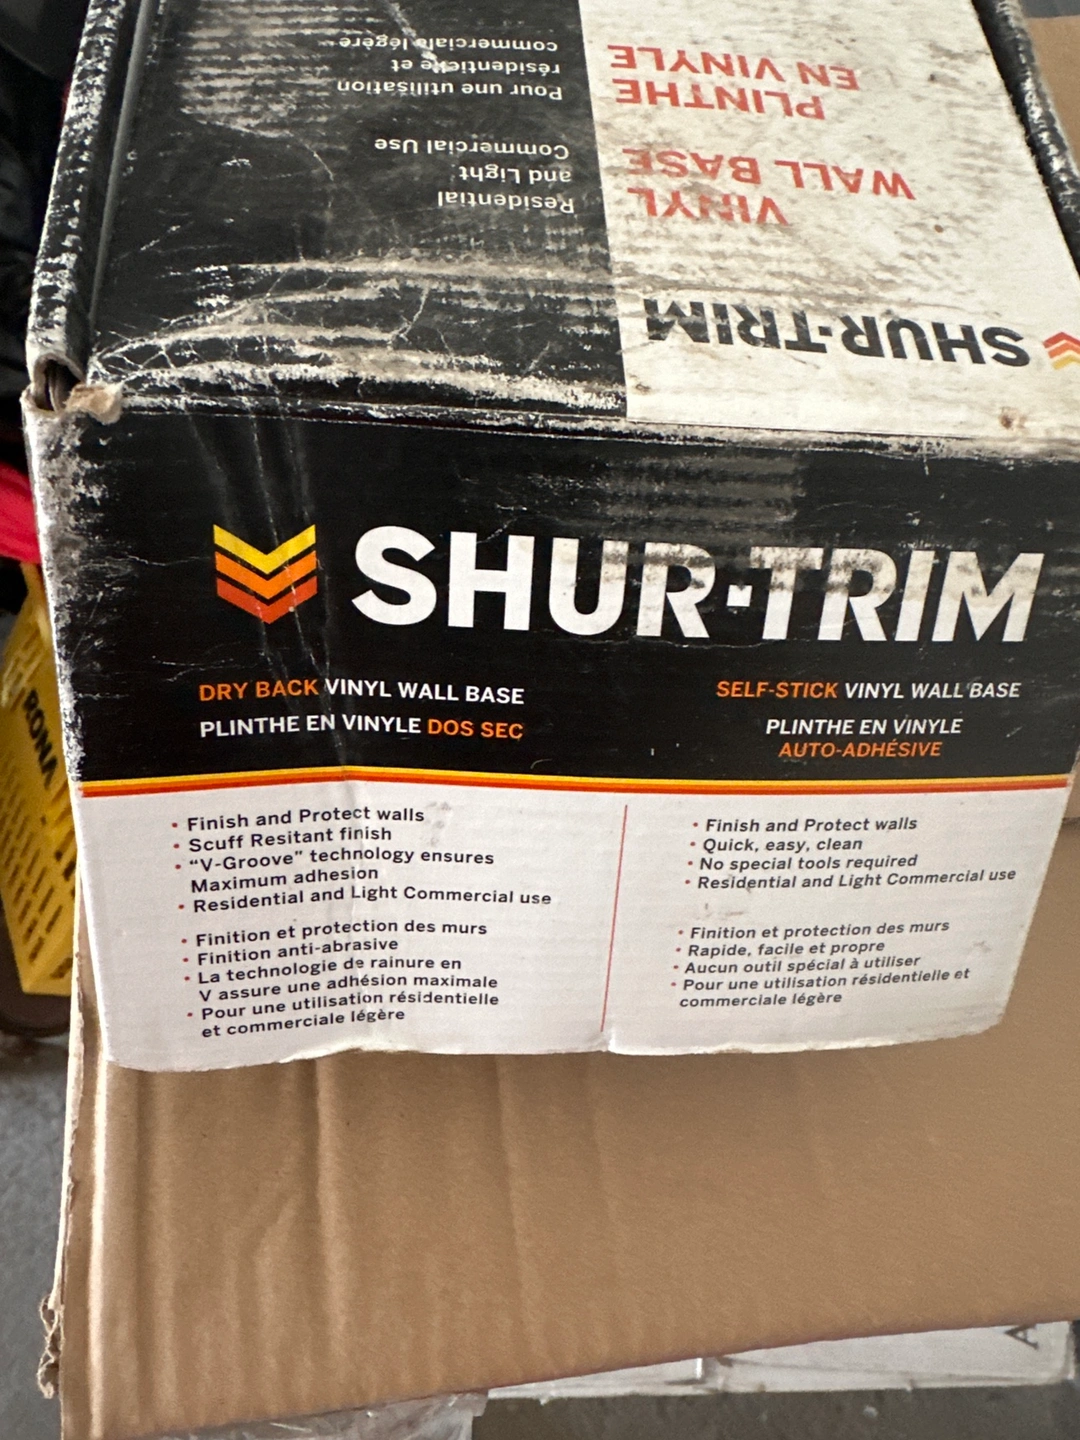 SHUR-TRIM
VINYL
WALL BASE
PLINTHE
EN VINYLE
Residential
and Light
Commercial Use
Pour une utilisation
résidentielle et
commerciale légère
SHUR·TRIM
DRY BACK VINYL WALL BASE
PLINTHE EN VINYLE DOS SEC
• Finish and Protect walls
• Scuff Resitant finish
• “V-Groove” technology ensures
Maximum adhesion
• Residential and Light Commercial use
• Finition et protection des murs
• Finition anti-abrasive
• La technologie de rainure en
V assure une adhésion maximale
• Pour une utilisation résidentielle
et commerciale légère
SELF-STICK VINYL WALL BASE
PLINTHE EN VINYLE
AUTO-ADHÉSIVE
• Finish and Protect walls
• Quick, easy, clean
• No special tools required
• Residential and Light Commercial use
• Finition et protection des murs
• Rapide, facile et propre
• Aucun outil spécial à utiliser
• Pour une utilisation résidentielle et
commerciale légère
RONA
A